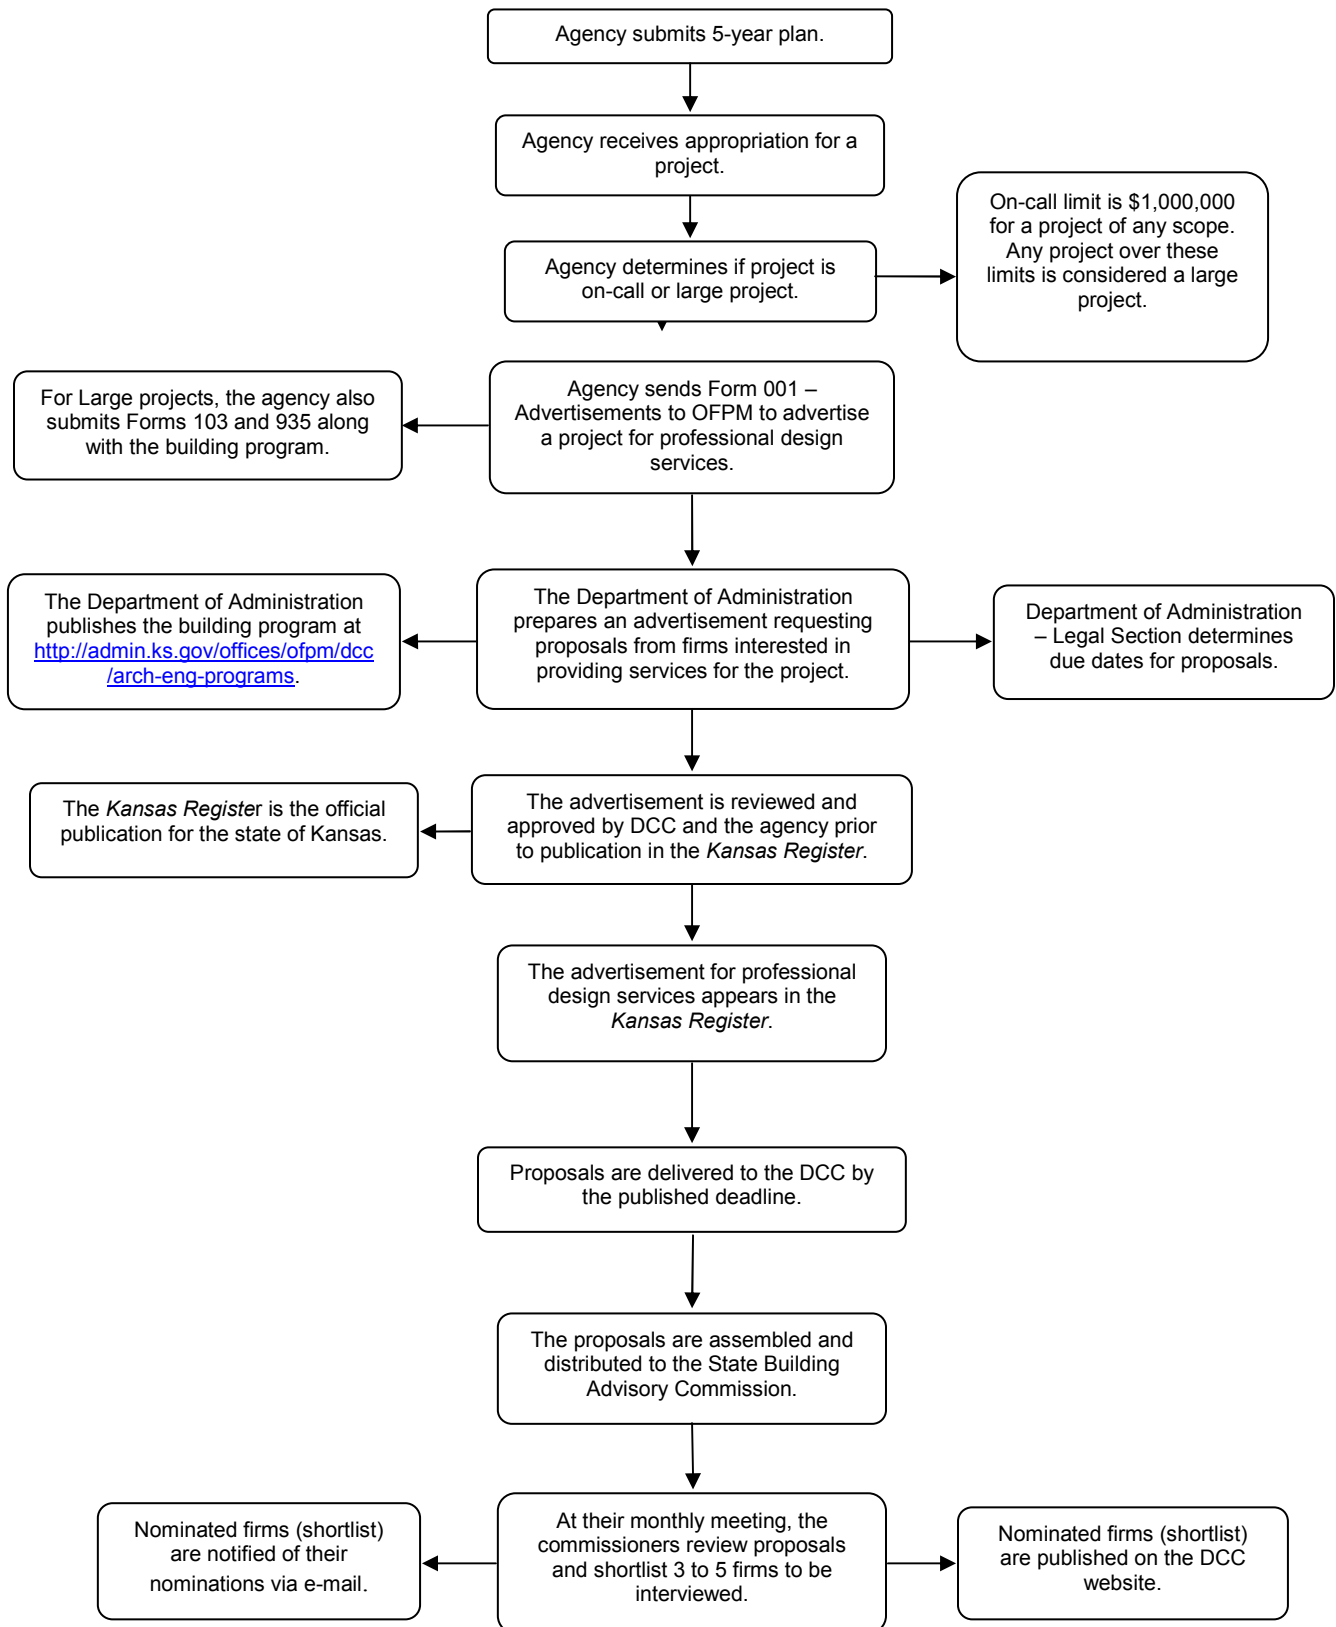 Agency submits 5-year plan.
Agency receives appropriation for a
project.
On-call limit is $1,000,000
for a project of any scope.
Any project over these
limits is considered a large
project.
Agency determines if project is
on-call or large project.
For Large projects, the agency also
submits Forms 103 and 935 along
with the building program.
Agency sends Form 001 –
Advertisements to OFPM to advertise
a project for professional design
services.
The Department of Administration
publishes the building program at
http://admin.ks.gov/offices/ofpm/dcc
/arch-eng-programs.
The Department of Administration
prepares an advertisement requesting
proposals from firms interested in
providing services for the project.
Department of Administration
– Legal Section determines
due dates for proposals.
The Kansas Register is the official
publication for the state of Kansas.
The advertisement is reviewed and
approved by DCC and the agency prior
to publication in the Kansas Register.
The advertisement for professional
design services appears in the
Kansas Register.
Proposals are delivered to the DCC by
the published deadline.
The proposals are assembled and
distributed to the State Building
Advisory Commission.
Nominated firms (shortlist)
are notified of their
nominations via e-mail.
At their monthly meeting, the
commissioners review proposals
and shortlist 3 to 5 firms to be
interviewed.
Nominated firms (shortlist)
are published on the DCC
website.